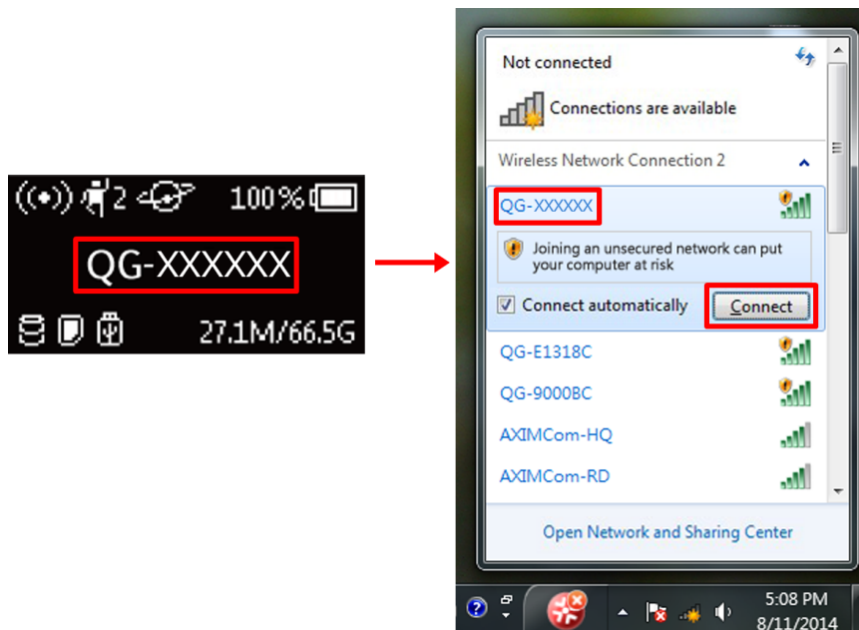 2 100%
QG-XXXXXX
27.1M/66.5G
Not connected
Connections are available
Wireless Network Connection 2
QG-XXXXXX
Joining an unsecured network can put
your computer at risk
Connect automatically Connect
QG-E1318C
QG-9000BC
AXIMCom-HQ
AXIMCom-RD
Open Network and Sharing Center
5:08 PM
8/11/2014